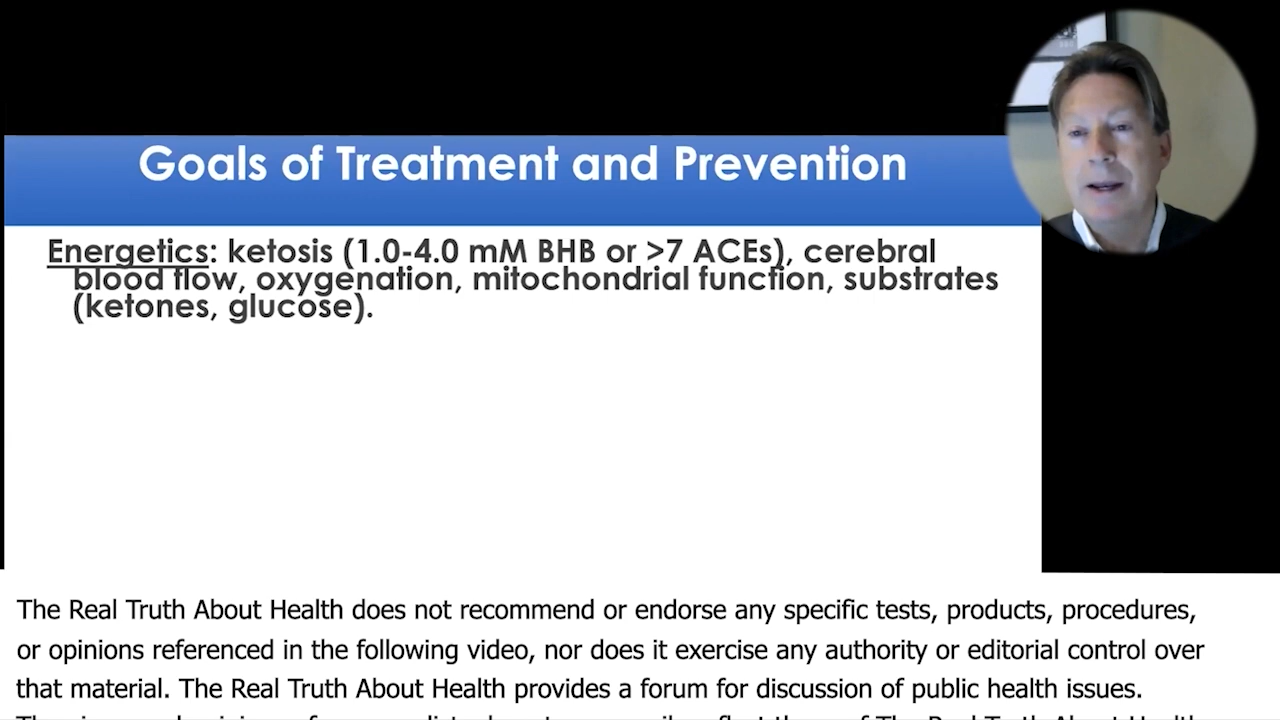 Goals of Treatment and Prevention
Energetics: ketosis (1.0-4.0 mM BHB or >7 ACEs), cerebral
blood flow, oxygenation, mitochondrial function, substrates
(ketones, glucose).
The Real Truth About Health does not recommend or endorse any specific tests, products, procedures,
or opinions referenced in the following video, nor does it exercise any authority or editorial control over
that material. The Real Truth About Health provides a forum for discussion of public health issues.